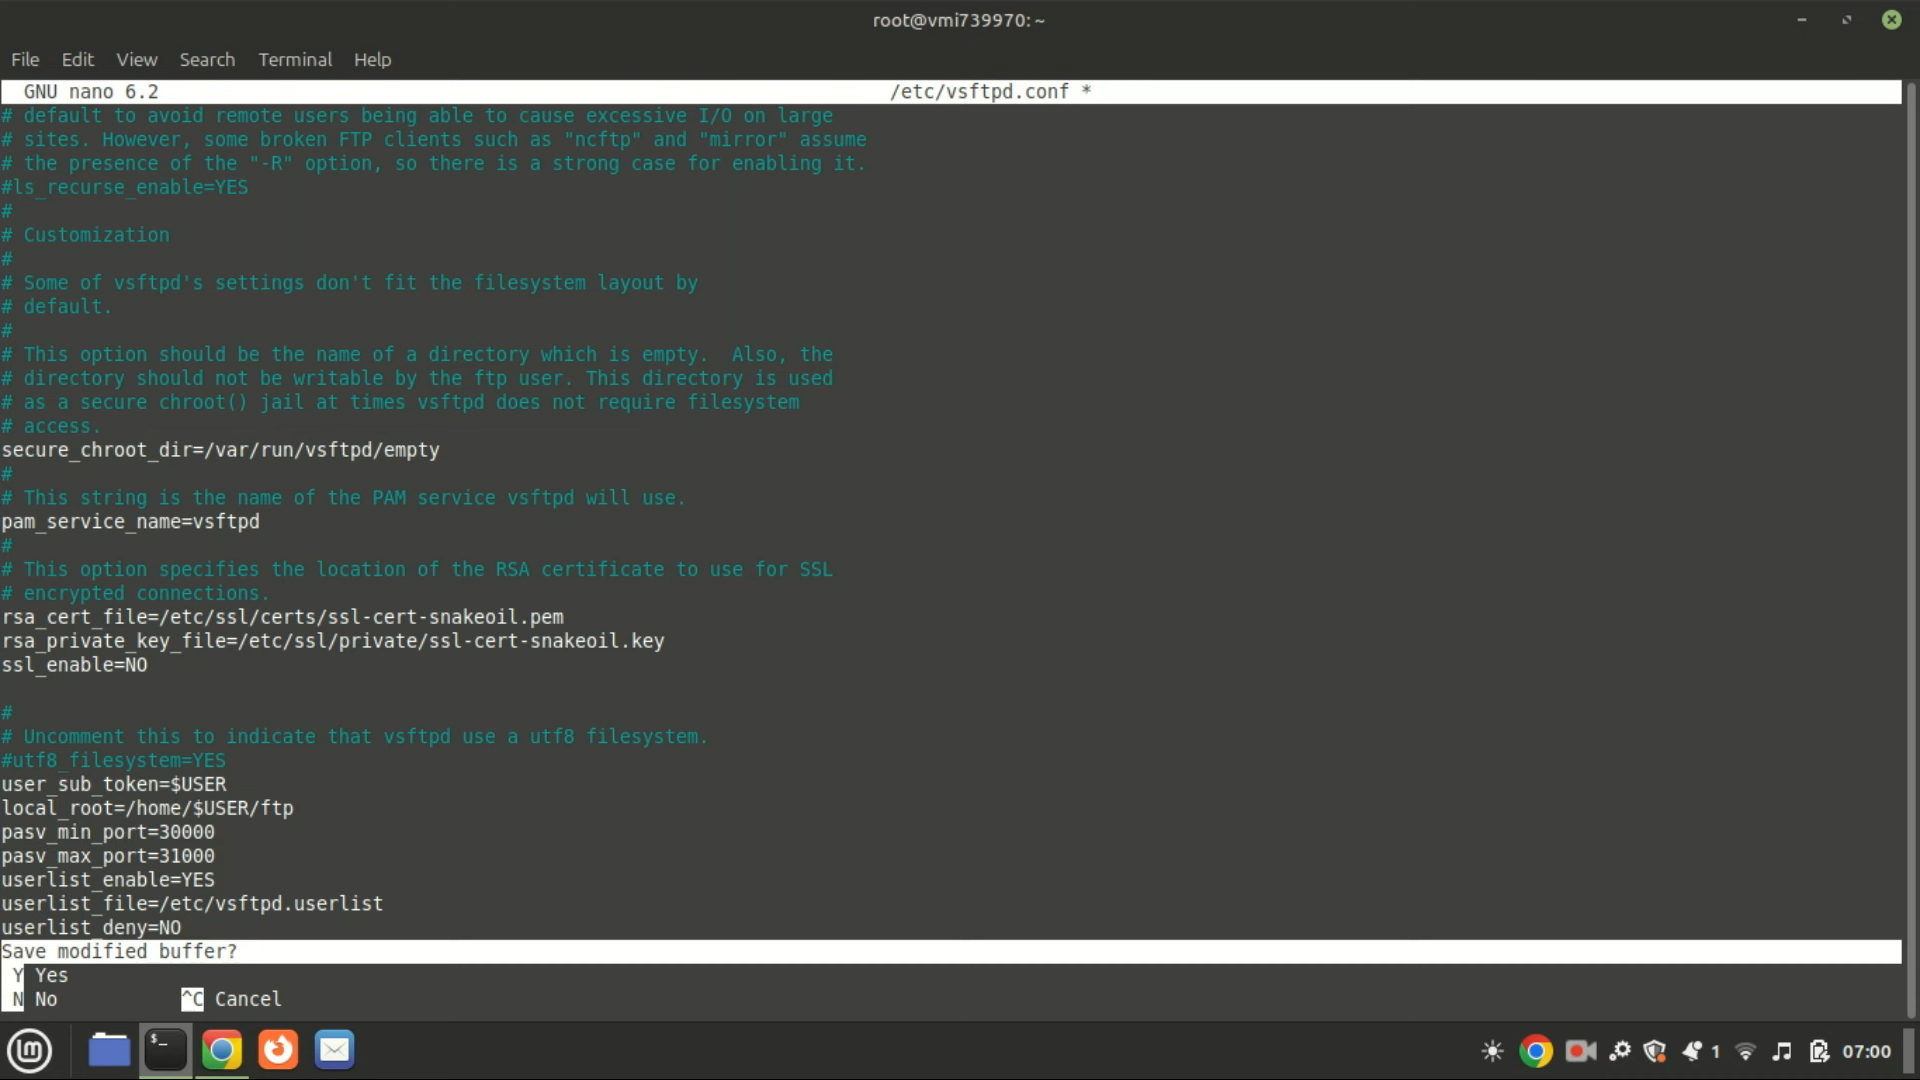 root@vmi739970: ~
File Edit View Search Terminal Help
GNU nano 6.2 /etc/vsftpd.conf *
# default to avoid remote users being able to cause excessive I/O on large
# sites. However, some broken FTP clients such as "ncftp" and "mirror" assume
# the presence of the "-R" option, so there is a strong case for enabling it.
#ls_recurse_enable=YES
#
# Customization
#
# Some of vsftpd's settings don't fit the filesystem layout by
# default.
#
# This option should be the name of a directory which is empty.  Also, the
# directory should not be writable by the ftp user. This directory is used
# as a secure chroot() jail at times vsftpd does not require filesystem
# access.
secure_chroot_dir=/var/run/vsftpd/empty
#
# This string is the name of the PAM service vsftpd will use.
pam_service_name=vsftpd
#
# This option specifies the location of the RSA certificate to use for SSL
# encrypted connections.
rsa_cert_file=/etc/ssl/certs/ssl-cert-snakeoil.pem
rsa_private_key_file=/etc/ssl/private/ssl-cert-snakeoil.key
ssl_enable=NO
#
# Uncomment this to indicate that vsftpd use a utf8 filesystem.
#utf8_filesystem=YES
user_sub_token=$USER
local_root=/home/$USER/ftp
pasv_min_port=30000
pasv_max_port=31000
userlist_enable=YES
userlist_file=/etc/vsftpd.userlist
userlist_deny=NO
Save modified buffer?
Y Yes
N No ^C Cancel
lm $_ 1 07:00